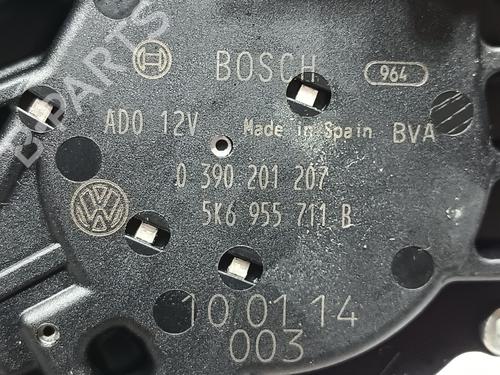 BOSCH 964
AD0 12V Made in Spain BVA
0 390 201 207
5K6 955 711 B
10.01.14
003
B-PARTS